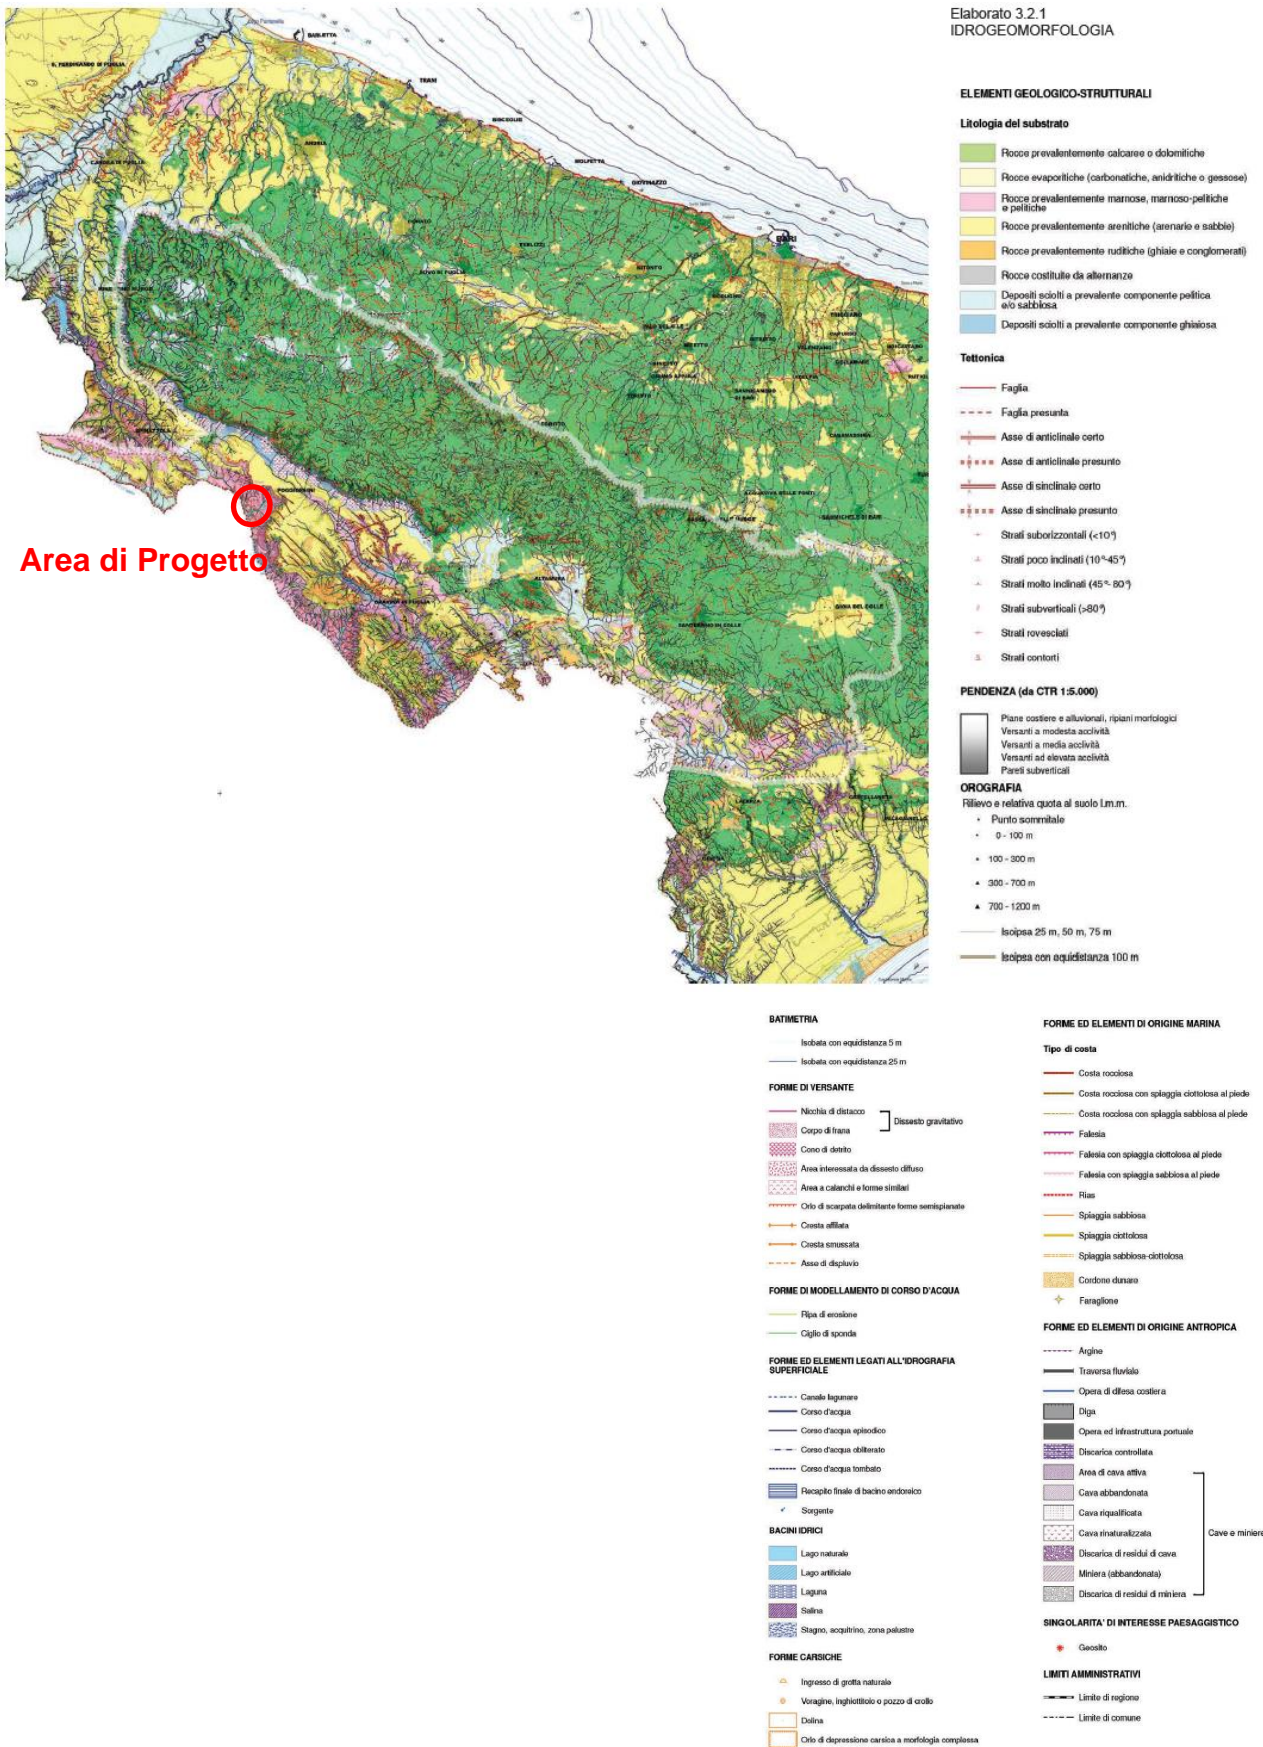 Elaborato 3.2.1
IDROGEOMORFOLOGIA
BARLETTA
S. FERDINANDO DI PUGLIA
TRANI
BISCEGLIE
ANDRIA
MOLFETTA
CANOSA DI PUGLIA
GIOVINAZZO
CORATO
BARI
TERLIZZI
RUVO DI PUGLIA
BITONTO
TRIGGIANO
SPINAZZOLA
CASAMASSIMA
POGGIORSINI
ACQUAVIVA DELLE FONTI
SAMMICHELE DI BARI
Area di Progetto
ALTAMURA
GRAVINA IN PUGLIA
GIOIA DEL COLLE
SANTERAMO IN COLLE
LATERZA
CASTELLANETA
GINOSA
ELEMENTI GEOLOGICO-STRUTTURALI
Litologia del substrato
Rocce prevalentemente calcaree o dolomitiche
Rocce evaporitiche (carbonatiche, anidritiche o gessose)
Rocce prevalentemente marnose, marnoso-pelitiche
e pelitiche
Rocce prevalentemente arenitiche (arenarie e sabbie)
Rocce prevalentemente ruditiche (ghiaie e conglomerati)
Rocce costituite da alternanze
Depositi sciolti a prevalente componente pelitica
e/o sabbiosa
Depositi sciolti a prevalente componente ghiaiosa
Tettonica
Faglia
Faglia presunta
Asse di anticlinale certo
Asse di anticlinale presunto
Asse di sinclinale certo
Asse di sinclinale presunto
Strati suborizzontali (<10°)
Strati poco inclinati (10°-45°)
Strati molto inclinati (45°-80°)
Strati subverticali (>80°)
Strati rovesciati
Strati contorti
PENDENZA (da CTR 1:5.000)
Piane costiere e alluvionali, ripiani morfologici
Versanti a modesta acclività
Versanti a media acclività
Versanti ad elevata acclività
Pareti subverticali
OROGRAFIA
Rilievo e relativa quota al suolo l.m.m.
Punto sommitale
0 - 100 m
100 - 300 m
300 - 700 m
700 - 1200 m
Isoipsa 25 m, 50 m, 75 m
Isoipsa con equidistanza 100 m
BATIMETRIA
Isobata con equidistanza 5 m
Isobata con equidistanza 25 m
FORME DI VERSANTE
Nicchia di distacco
Corpo di frana
Dissesto gravitativo
Cono di detrito
Area interessata da dissesto diffuso
Area a calanchi e forme similari
Orlo di scarpata delimitante forme semispianate
Cresta affilata
Cresta smussata
Asse di displuvio
FORME DI MODELLAMENTO DI CORSO D'ACQUA
Ripa di erosione
Ciglio di sponda
FORME ED ELEMENTI LEGATI ALL'IDROGRAFIA
SUPERFICIALE
Canale lagunare
Corso d'acqua
Corso d'acqua episodico
Corso d'acqua obliterato
Corso d'acqua tombato
Recapito finale di bacino endoreico
Sorgente
BACINI IDRICI
Lago naturale
Lago artificiale
Laguna
Salina
Stagno, acquitrino, zona palustre
FORME CARSICHE
Ingresso di grotta naturale
Voragine, inghiottitoio o pozzo di crollo
Dolina
Orlo di depressione carsica a morfologia complessa
FORME ED ELEMENTI DI ORIGINE MARINA
Tipo di costa
Costa rocciosa
Costa rocciosa con spiaggia ciottolosa al piede
Costa rocciosa con spiaggia sabbiosa al piede
Falesia
Falesia con spiaggia ciottolosa al piede
Falesia con spiaggia sabbiosa al piede
Rias
Spiaggia sabbiosa
Spiaggia ciottolosa
Spiaggia sabbiosa-ciottolosa
Cordone dunare
Faraglione
FORME ED ELEMENTI DI ORIGINE ANTROPICA
Argine
Traversa fluviale
Opera di difesa costiera
Diga
Opera ed infrastruttura portuale
Discarica controllata
Area di cava attiva
Cava abbandonata
Cava riqualificata
Cava rinaturalizzata
Cave e miniere
Discarica di residui di cava
Miniera (abbandonata)
Discarica di residui di miniera
SINGOLARITA' DI INTERESSE PAESAGGISTICO
Geosito
LIMITI AMMINISTRATIVI
Limite di regione
Limite di comune